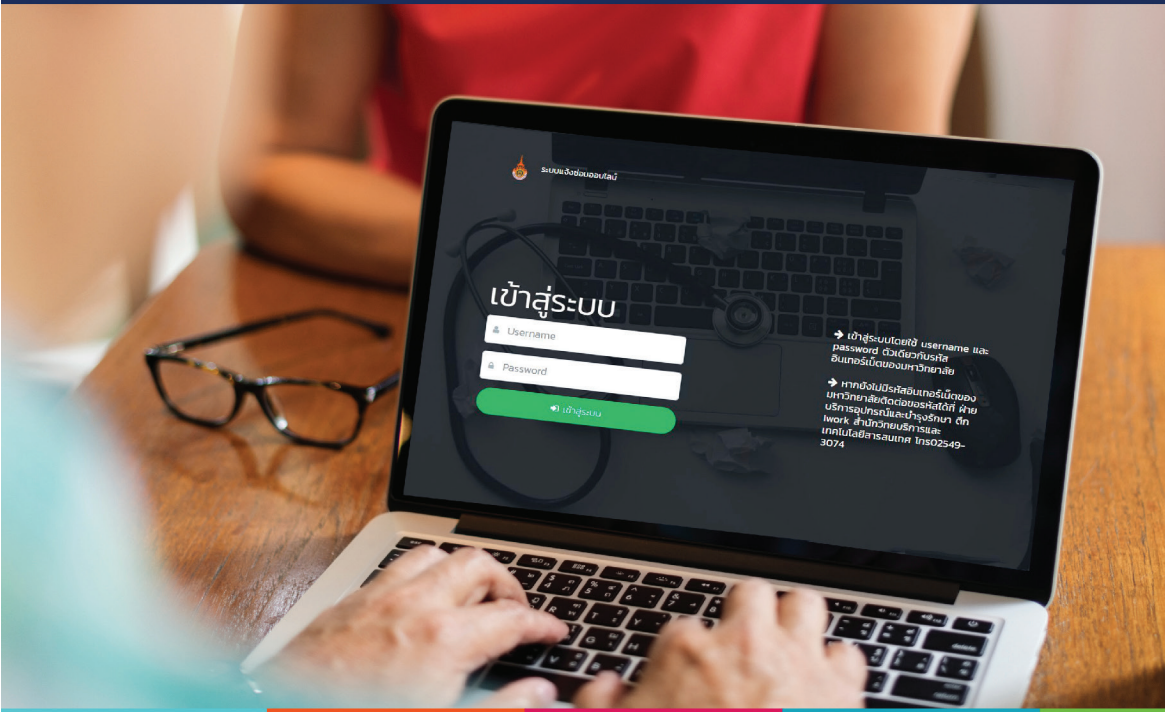 ระบบแจ้งซ่อมออนไลน์
เข้าสู่ระบบ
Username
Password
เข้าสู่ระบบ
➔ เข้าสู่ระบบโดยใช้ username และ
password ตัวเดียวกับรหัส
อินเทอร์เน็ตของมหาวิทยาลัย
➔ หากยังไม่มีรหัสอินเทอร์เน็ตของ
มหาวิทยาลัยติดต่อขอรหัสได้ที่ ฝ่าย
บริการอุปกรณ์และบำรุงรักษา ตึก
Iwork สำนักวิทยบริการและ
เทคโนโลยีสารสนเทศ โทร02549-
3074